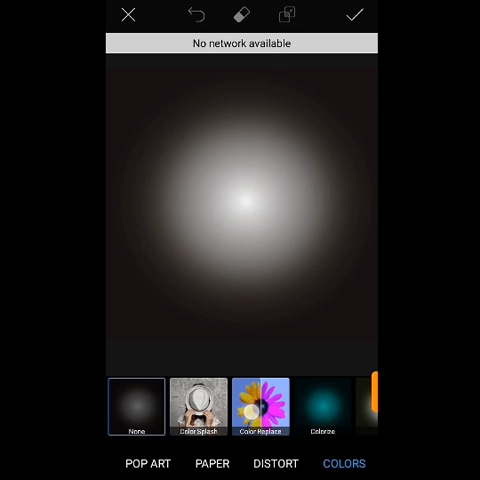 No network available
None
Color Splash
Color Replace
Colorize
POP ART
PAPER
DISTORT
COLORS